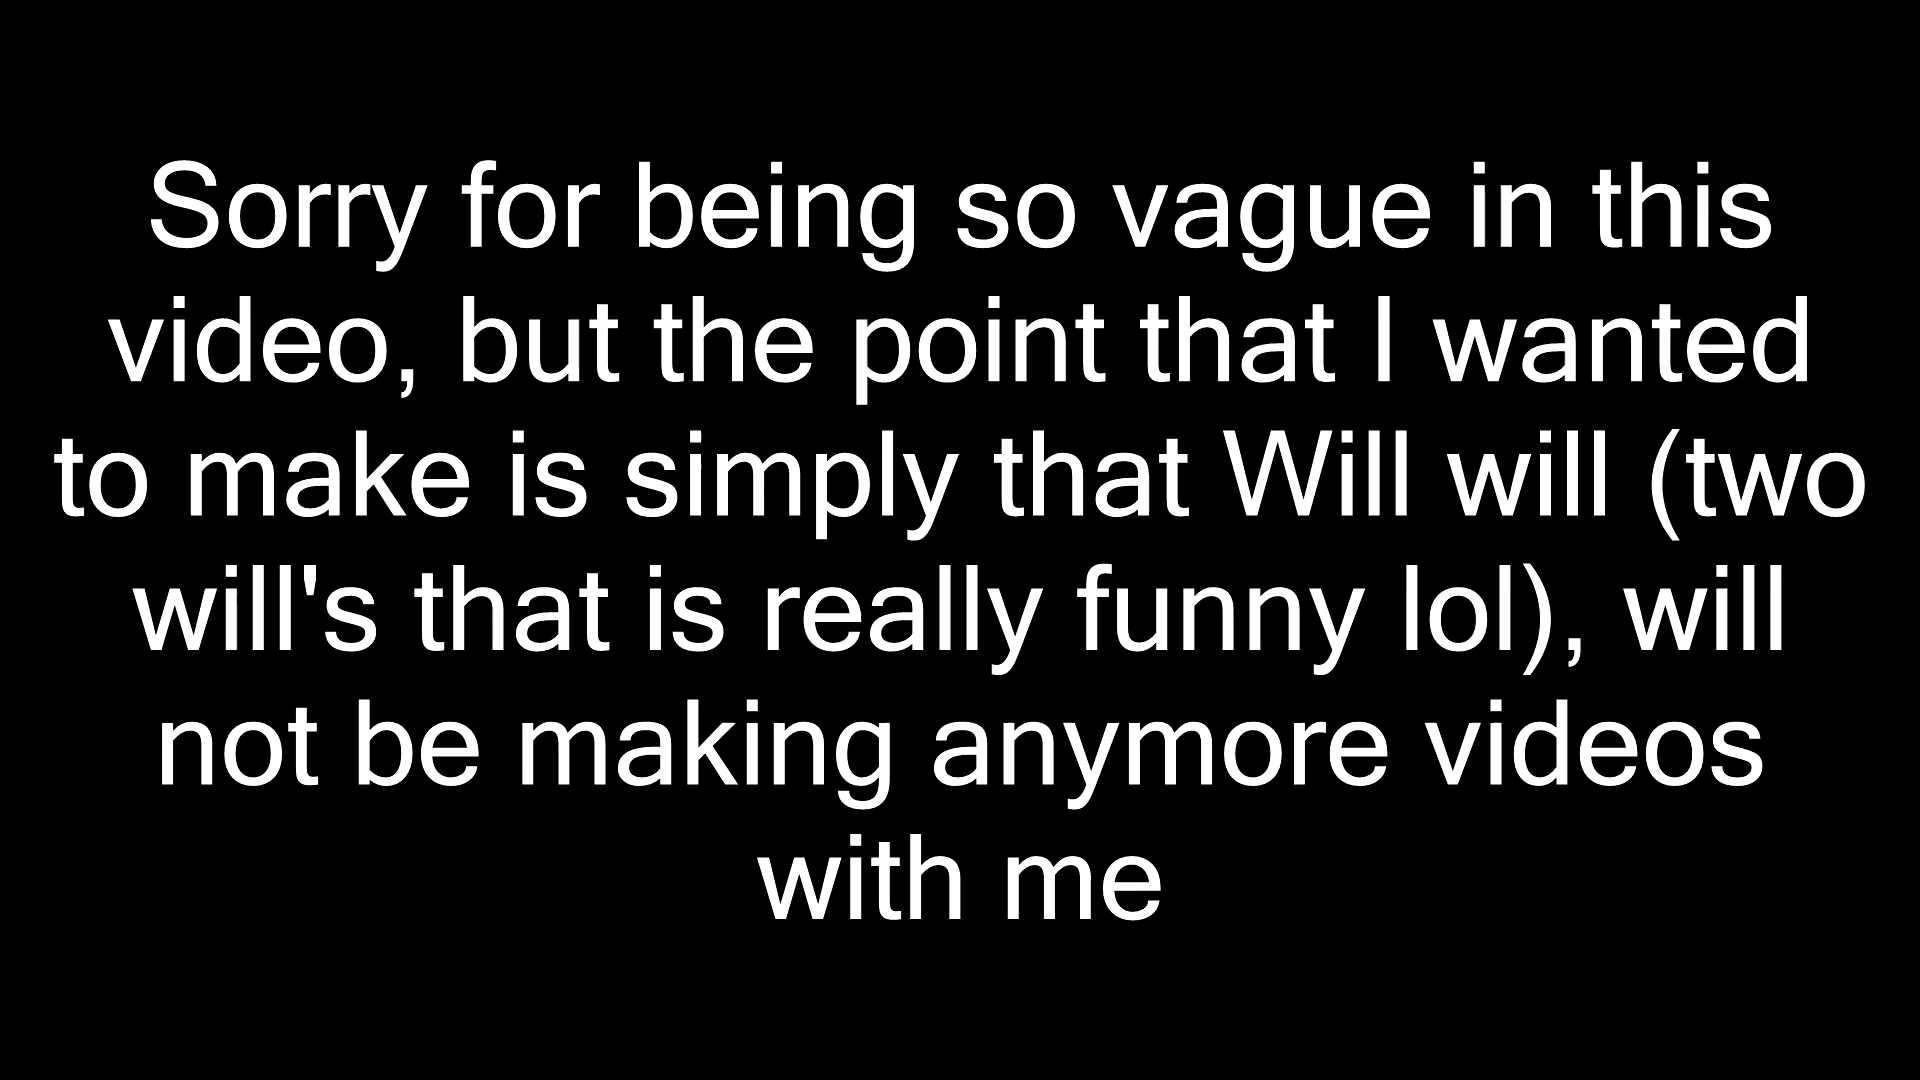 Sorry for being so vague in this
video, but the point that I wanted
to make is simply that Will will (two
will's that is really funny lol), will
not be making anymore videos
with me